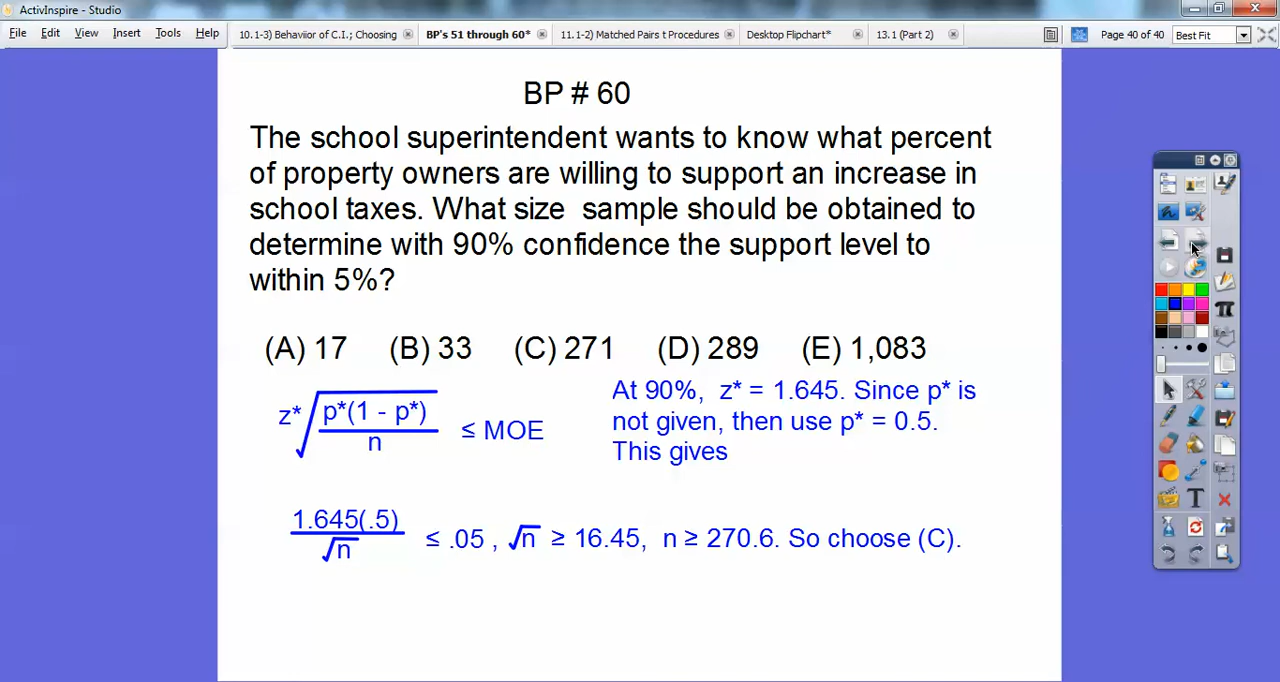 ActivInspire - Studio
File Edit View Insert Tools Help
10.1-3) Behaviior of C.I.; Choosing
BP's 51 through 60*
11.1-2) Matched Pairs t Procedures
Desktop Flipchart*
13.1 (Part 2)
Page 40 of 40
Best Fit
BP # 60
The school superintendent wants to know what percent
of property owners are willing to support an increase in
school taxes. What size sample should be obtained to
determine with 90% confidence the support level to
within 5%?
(A) 17 (B) 33 (C) 271 (D) 289 (E) 1,083
z* √ p*(1 - p*)
n
≤ MOE
At 90%, z* = 1.645. Since p* is
not given, then use p* = 0.5.
This gives
1.645(.5)
√n
≤ .05 , √n ≥ 16.45, n ≥ 270.6. So choose (C).